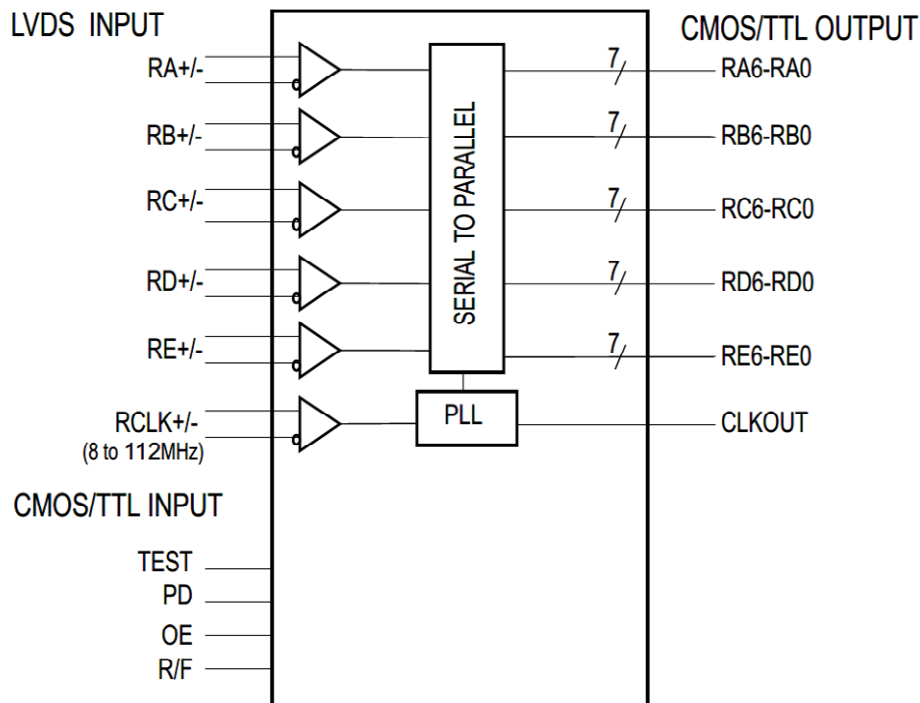 LVDS INPUT
CMOS/TTL OUTPUT
RA+/-
7
RA6-RA0
RB+/-
7
RB6-RB0
RC+/-
7
RC6-RC0
RD+/-
7
RD6-RD0
RE+/-
7
RE6-RE0
SERIAL TO PARALLEL
RCLK+/-
(8 to 112MHz)
PLL
CLKOUT
CMOS/TTL INPUT
TEST
PD
OE
R/F